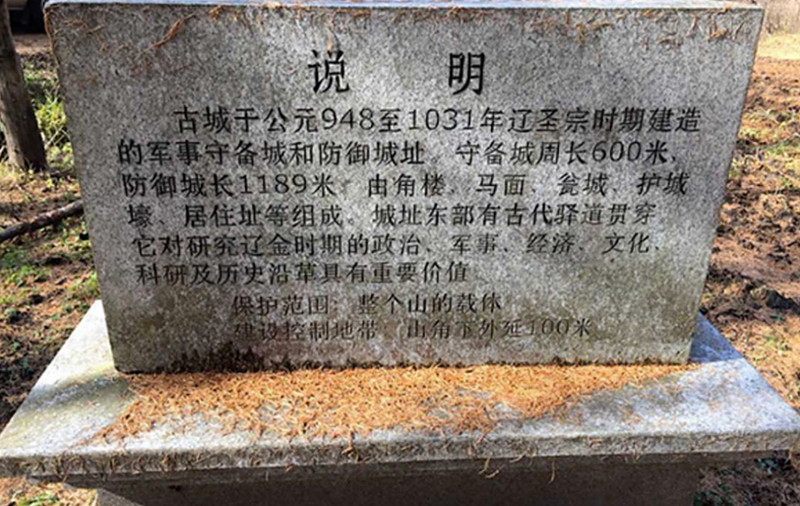 说 明
古城于公元948至1031年辽圣宗时期建造
的军事守备城和防御城址。守备城周长600米,
防御城长1189米。由角楼、马面、瓮城、护城
壕、居住址等组成。城址东部有古代驿道贯穿。
它对研究辽金时期的政治、军事、经济、文化、
科研及历史沿革具有重要价值。
保护范围:整个山的载体
建设控制地带:山角下外延100米